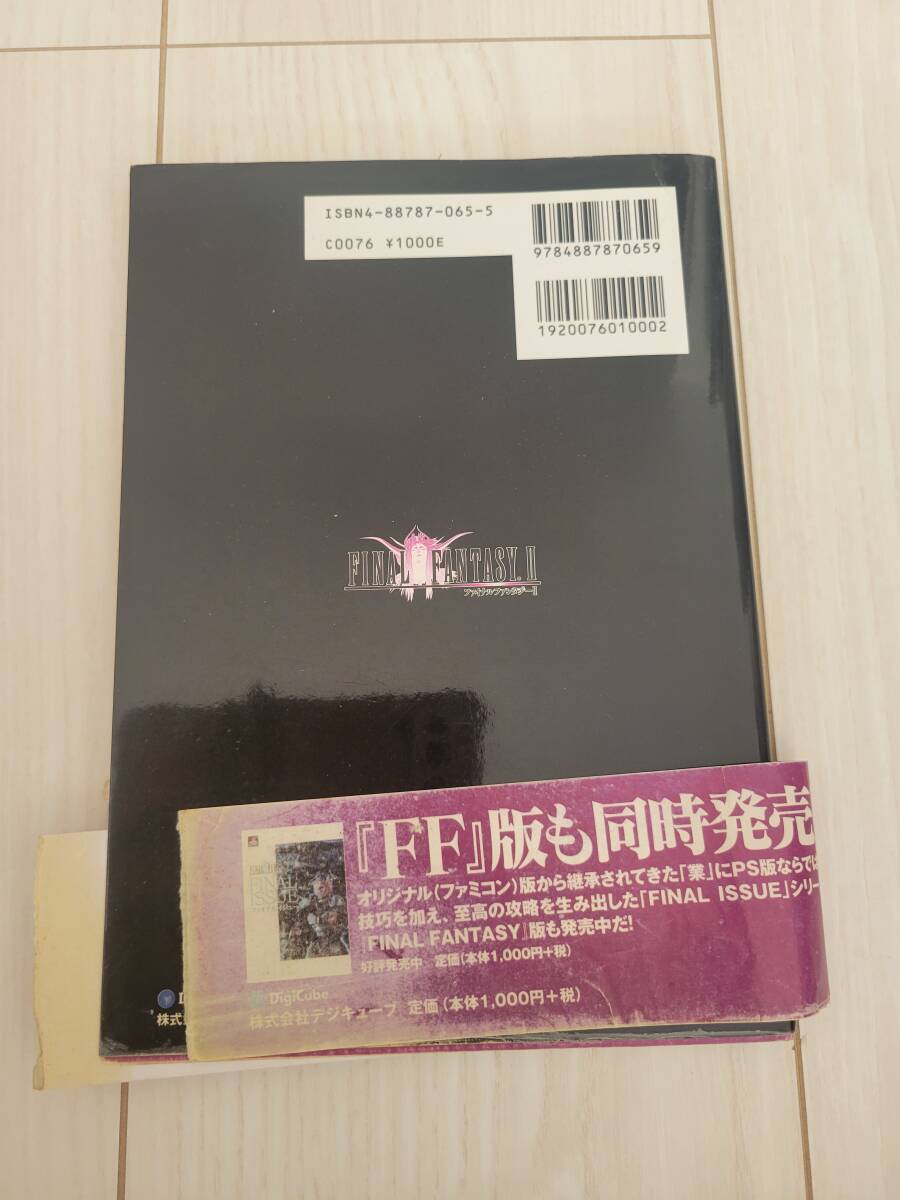 ISBN4-88787-065-5
C0076 ¥1000E
9784887870659
1920076010002
FINAL FANTASY II
ファイナルファンタジーII
『FF』版も同時発売
オリジナル(ファミコン)版から継承されてきた「業」にPS版ならでは
技巧を加え、至高の攻略を生み出した「FINAL ISSUE」シリー
『FINAL FANTASY』版も発売中だ!
好評発売中 定価(本体1,000円+税)
FINAL
ISSUE
DigiCube
株式会社デジキューブ 定価(本体1,000円+税)
株式